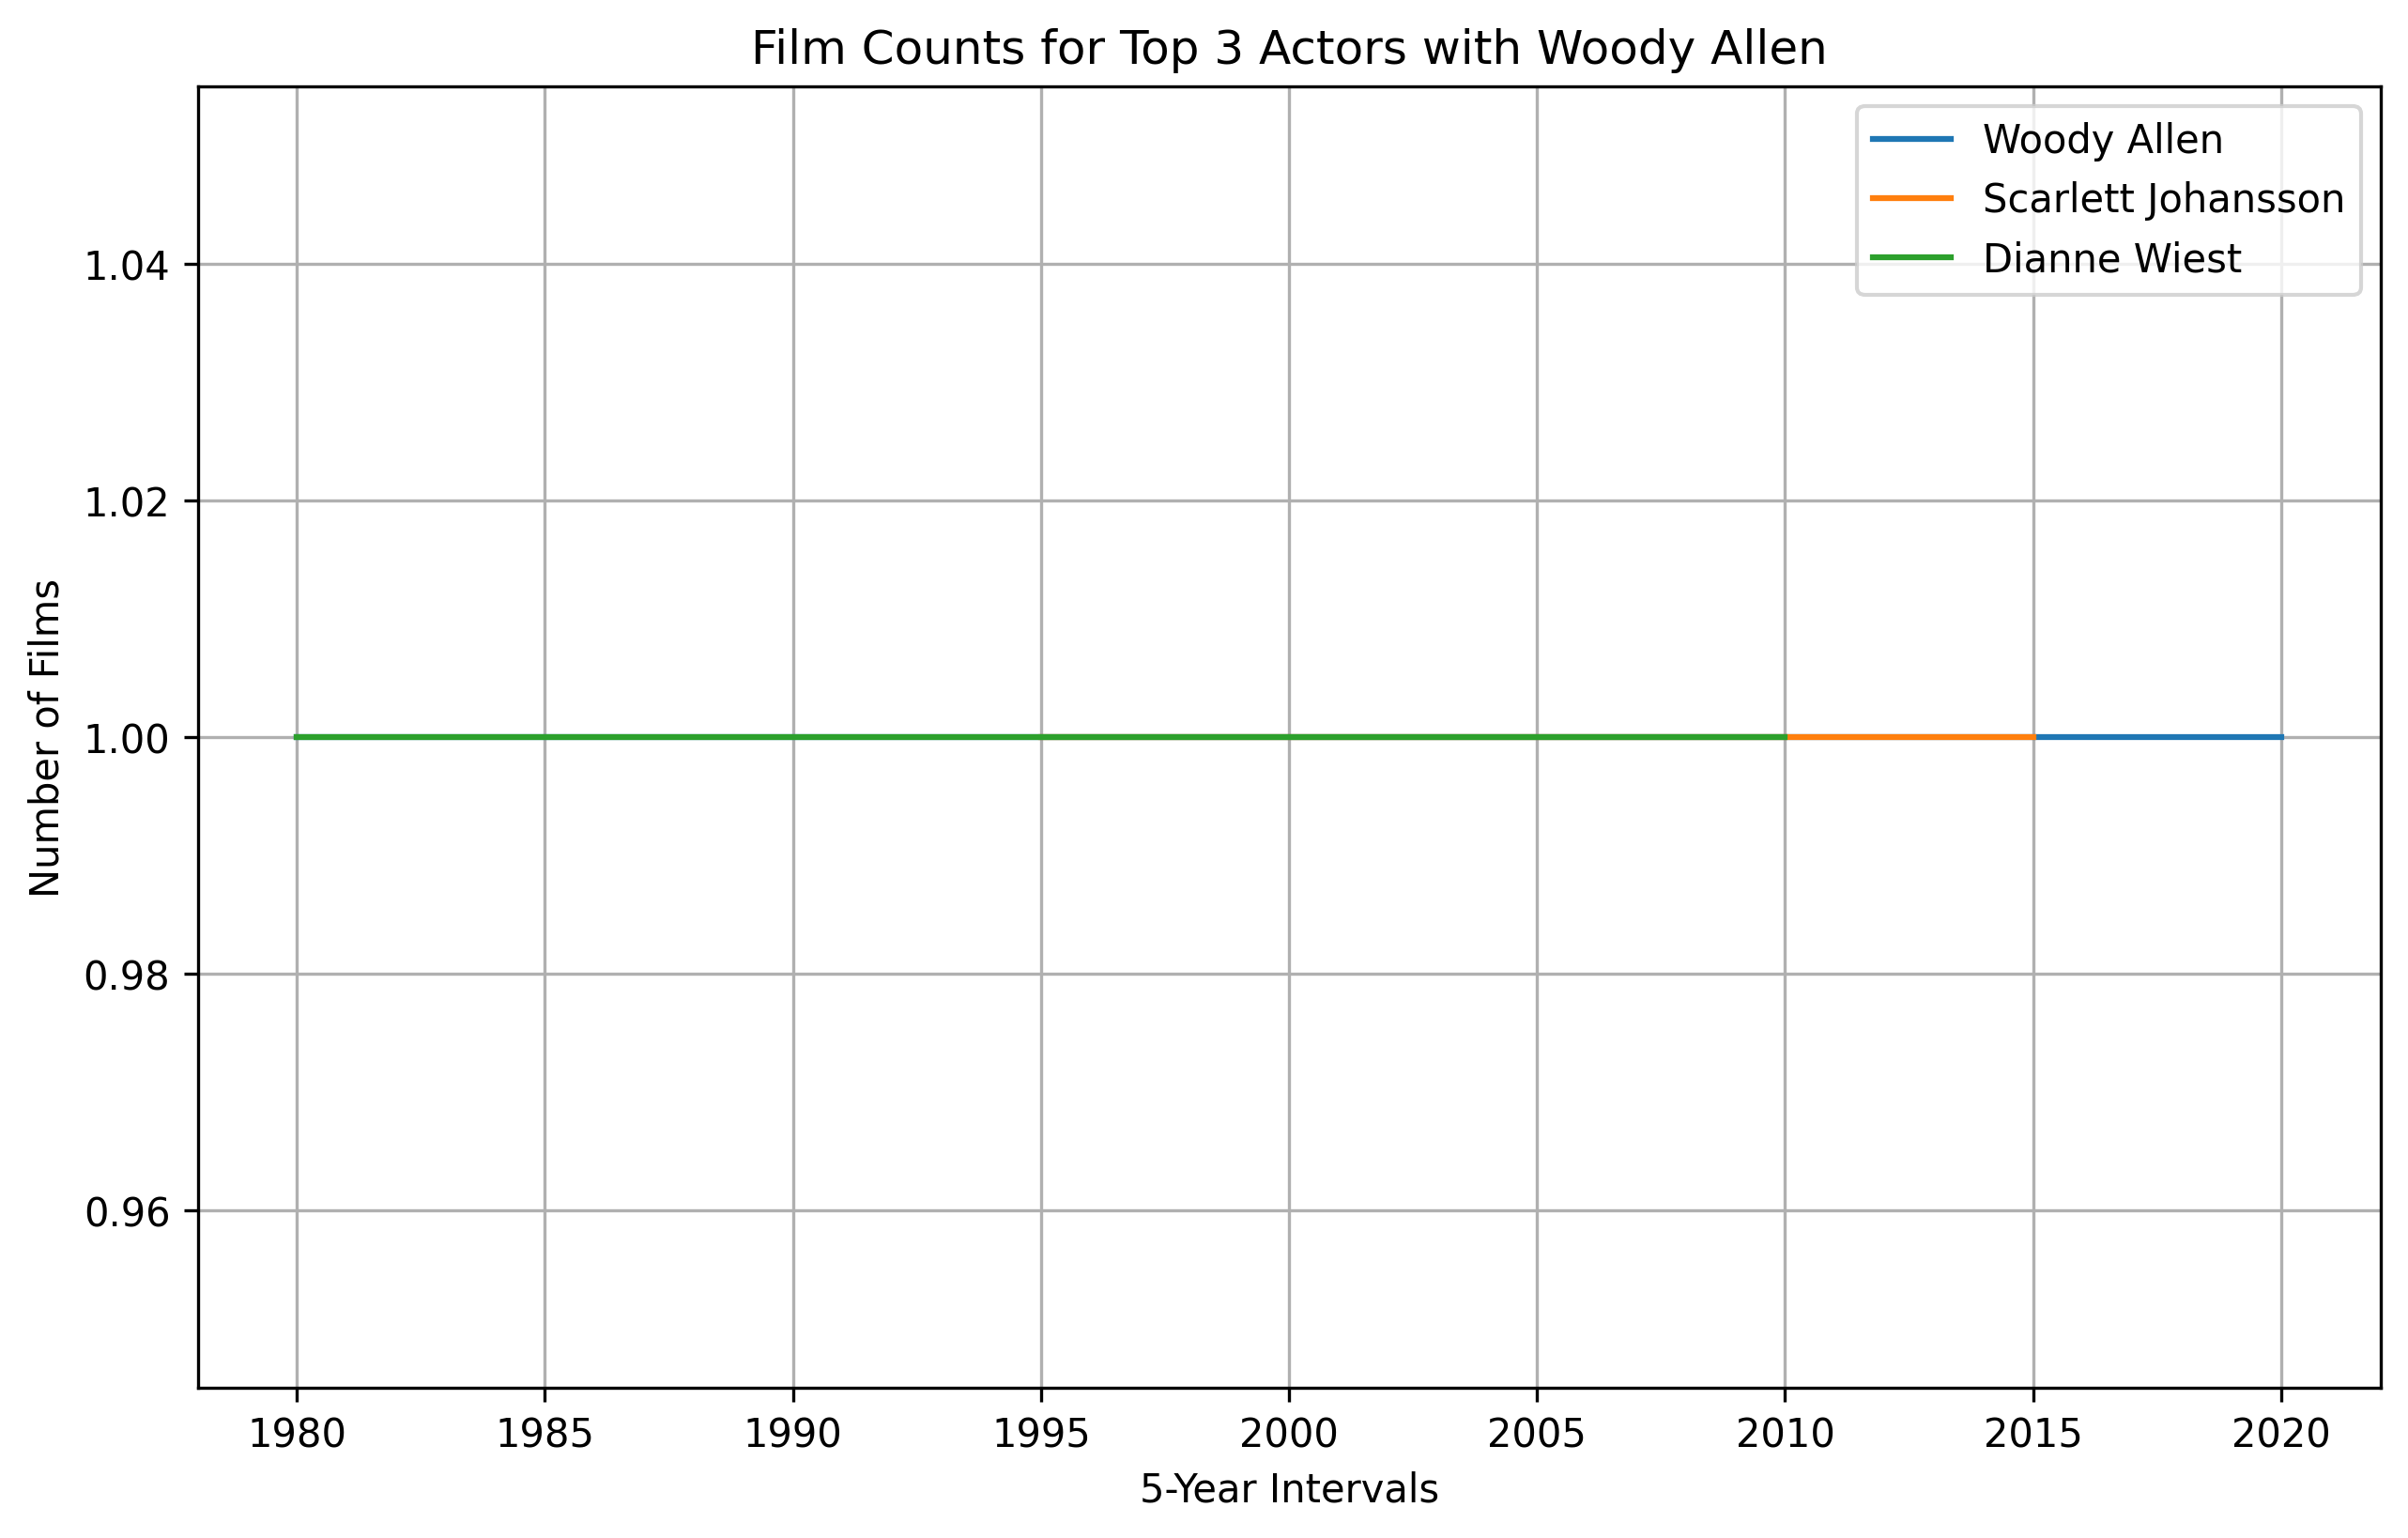 Film Counts for Top 3 Actors with Woody Allen
Woody Allen
Scarlett Johansson
Dianne Wiest
1.04
1.02
1.00
0.98
0.96
Number of Films
1980 1985 1990 1995 2000 2005 2010 2015 2020
5-Year Intervals